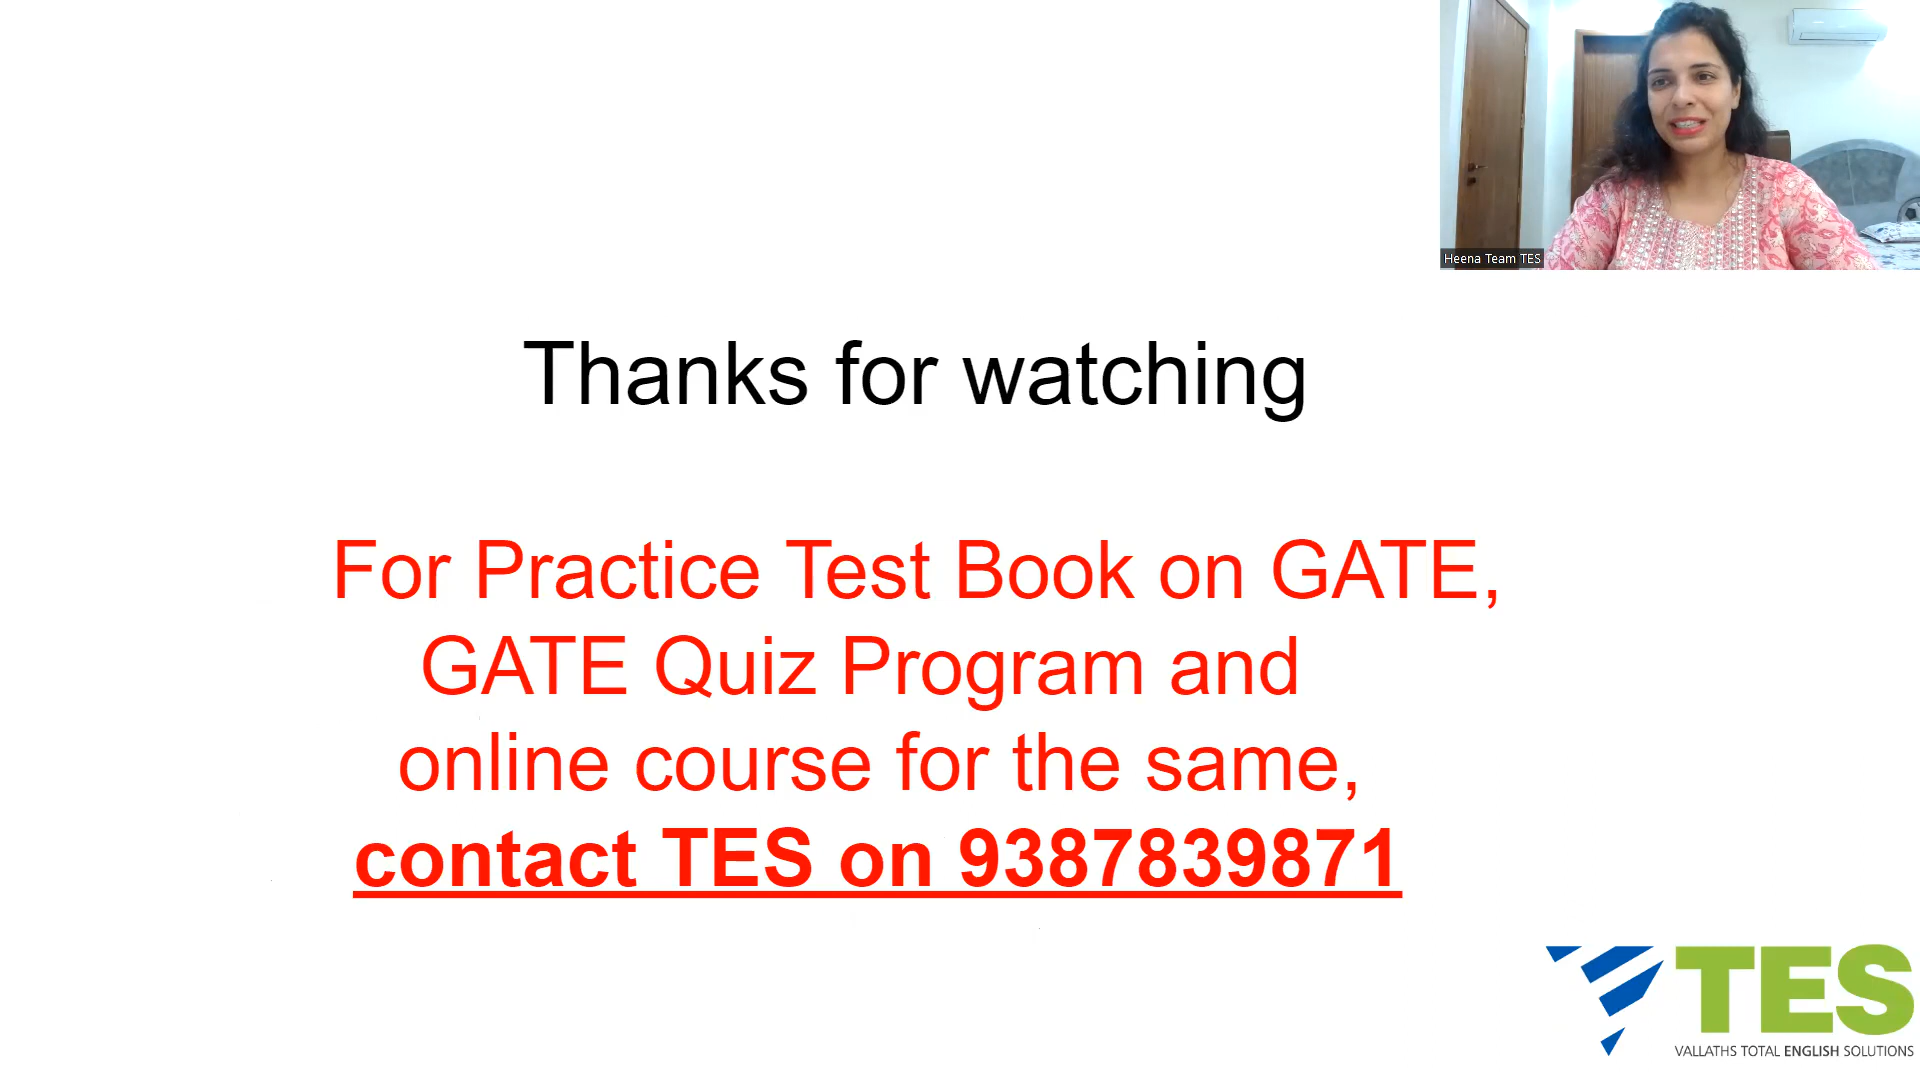 Heena Team TES
Thanks for watching
For Practice Test Book on GATE,
GATE Quiz Program and
online course for the same,
contact TES on 9387839871
TES
VALLATHS TOTAL ENGLISH SOLUTIONS